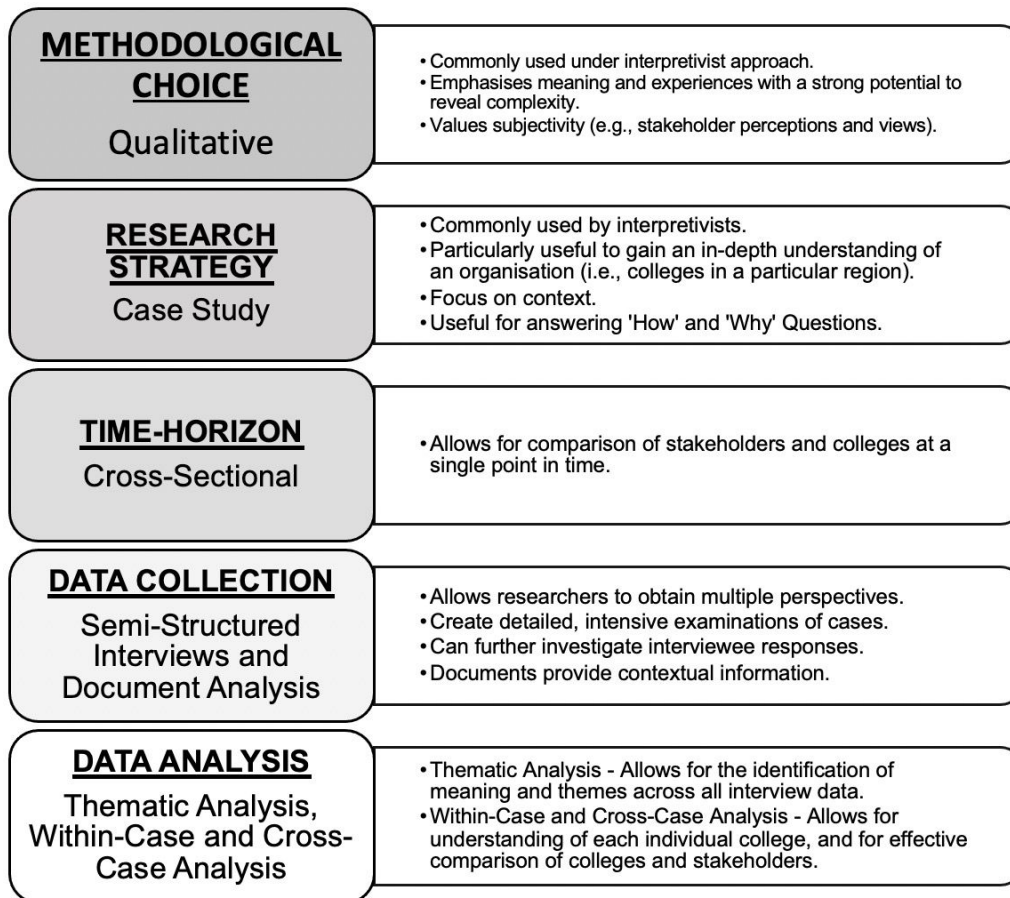 METHODOLOGICAL
CHOICE
Qualitative
• Commonly used under interpretivist approach.
• Emphasises meaning and experiences with a strong potential to
reveal complexity.
• Values subjectivity (e.g., stakeholder perceptions and views).
RESEARCH
STRATEGY
Case Study
• Commonly used by interpretivists.
• Particularly useful to gain an in-depth understanding of
an organisation (i.e., colleges in a particular region).
• Focus on context.
• Useful for answering 'How' and 'Why' Questions.
TIME-HORIZON
Cross-Sectional
• Allows for comparison of stakeholders and colleges at a
single point in time.
DATA COLLECTION
Semi-Structured
Interviews and
Document Analysis
• Allows researchers to obtain multiple perspectives.
• Create detailed, intensive examinations of cases.
• Can further investigate interviewee responses.
• Documents provide contextual information.
DATA ANALYSIS
Thematic Analysis,
Within-Case and Cross-
Case Analysis
• Thematic Analysis - Allows for the identification of
meaning and themes across all interview data.
• Within-Case and Cross-Case Analysis - Allows for
understanding of each individual college, and for effective
comparison of colleges and stakeholders.